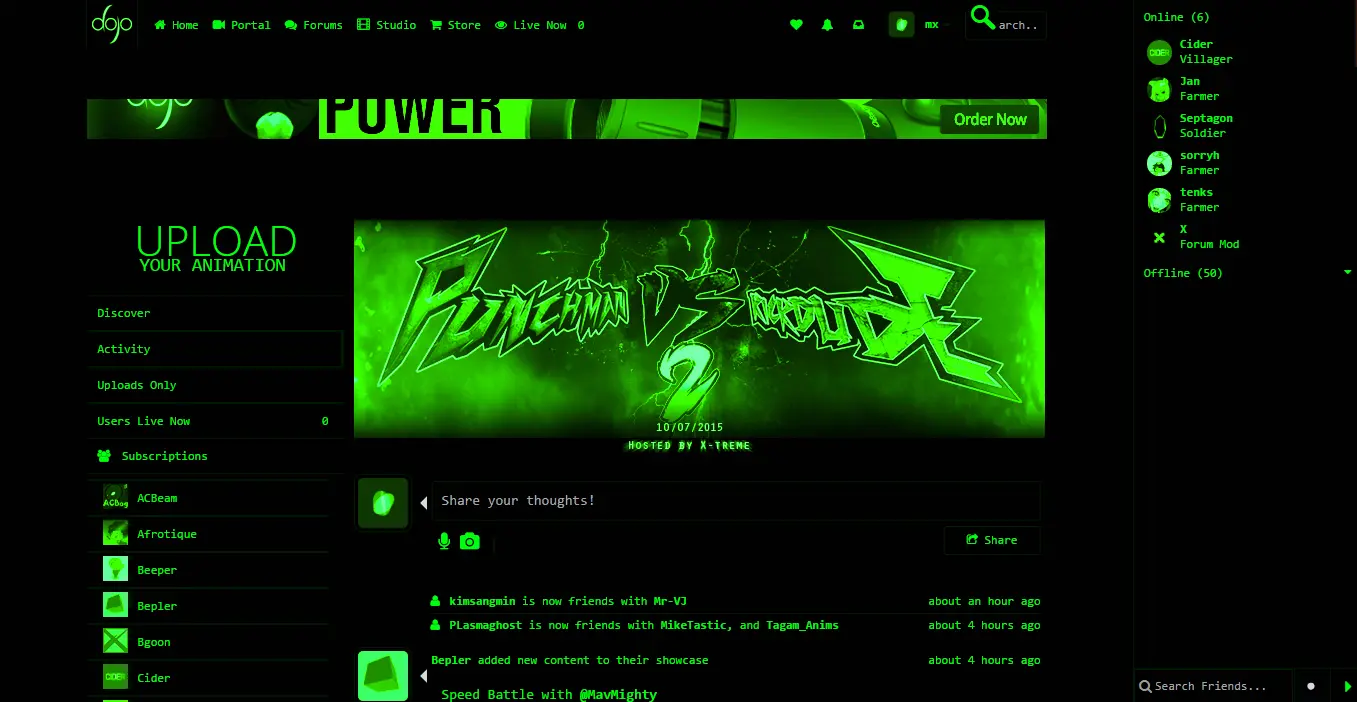 dojo
Home
Portal
Forums
Studio
Store
Live Now 0
mx
arch..
dojo
POWER
Order Now
UPLOAD
YOUR ANIMATION
Discover
Activity
Uploads Only
Users Live Now 0
Subscriptions
ACBeam
Afrotique
Beeper
Bepler
Bgoon
CIDER
Cider
PUNCHMAN VS KICKDUDE
2
10/07/2015
HOSTED BY X-TREME
Share your thoughts!
Share
kimsangmin is now friends with Mr-VJ about an hour ago
PLasmaghost is now friends with MikeTastic, and Tagam_Anims about 4 hours ago
Bepler added new content to their showcase about 4 hours ago
Speed Battle with @MavMighty
Online (6)
CIDER
Cider
Villager
Jan
Farmer
Septagon
Soldier
sorryh
Farmer
tenks
Farmer
X
Forum Mod
Offline (50)
Search Friends...